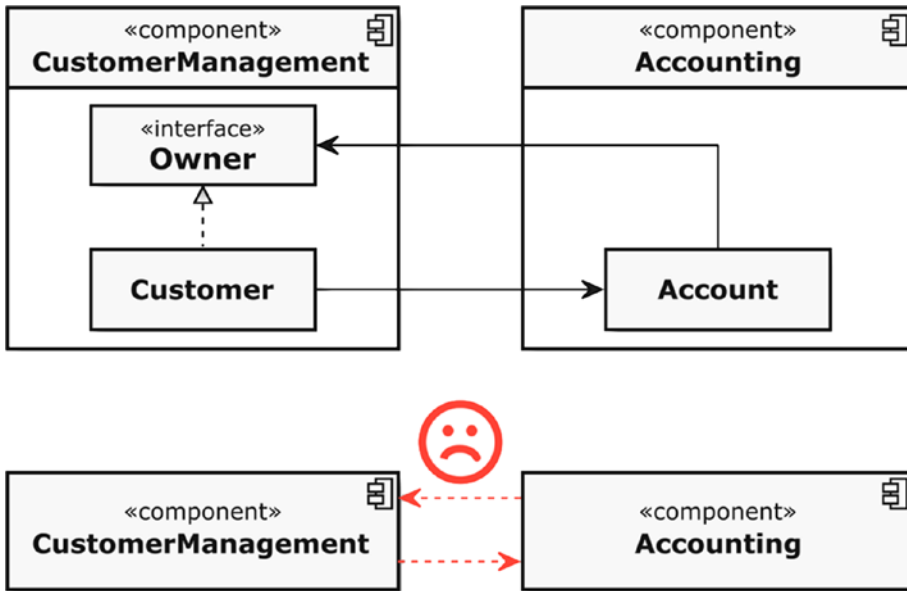 «component»
CustomerManagement
«component»
Accounting
«interface»
Owner
Customer
Account
«component»
CustomerManagement
«component»
Accounting